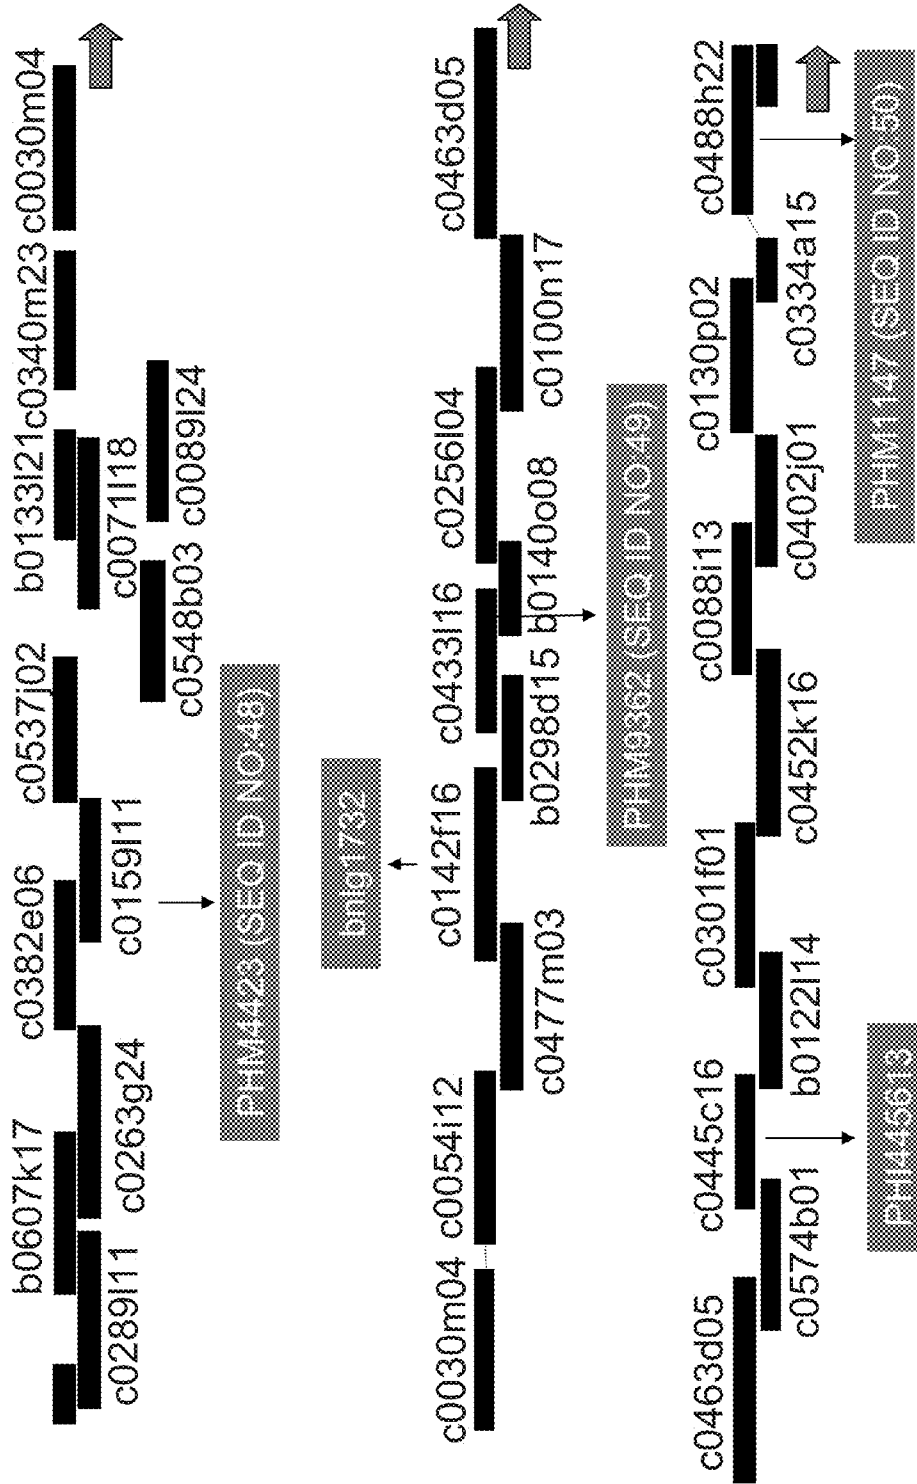 b0607k17
c0382e06
c0537j02
b0133l21
c0340m23
c0030m04
c0289l11
c0263g24
c0159l11
c0071l18
c0548b03
c0089l24
PHM4423 (SEQ ID NO:48)
bnlg1732
c0030m04
c0054i12
c0142f16
c0433l16
c0256l04
c0463d05
c0477m03
b0298d15
b0140o08
c0100n17
PHM9362 (SEQ ID NO:49)
c0463d05
c0445c16
c0301f01
c0088i13
c0130p02
c0488h22
c0574b01
b0122l14
c0452k16
c0402j01
c0334a15
PHI445613
PHM1147 (SEQ ID NO:50)